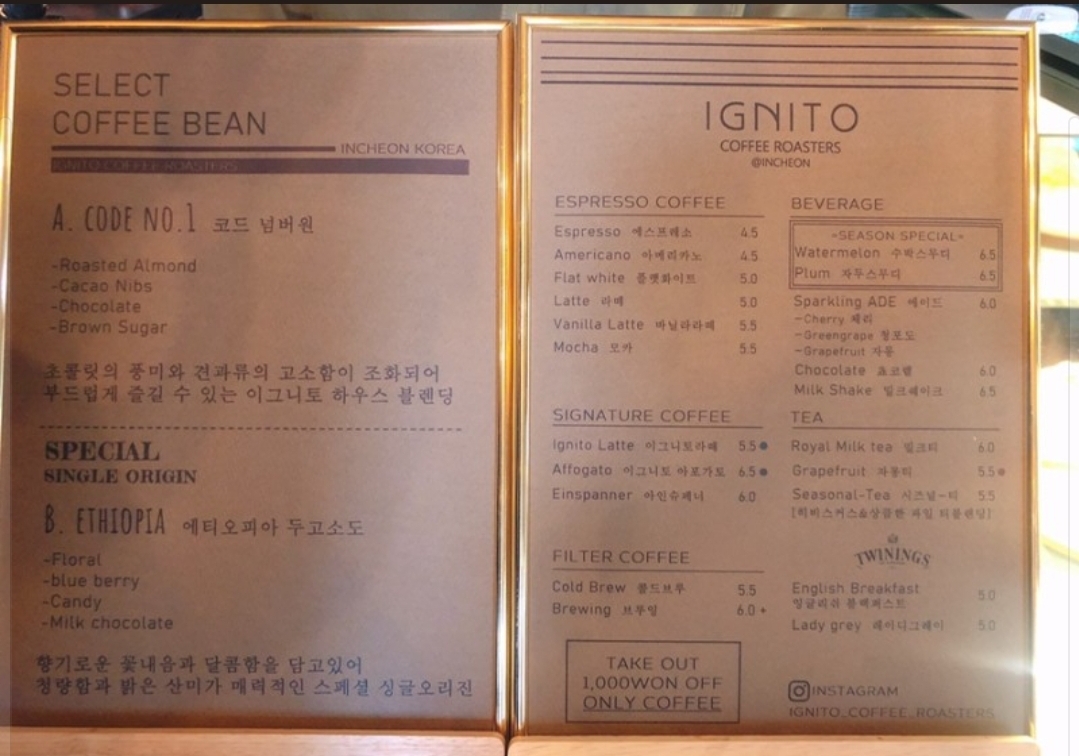 SELECT
COFFEE BEAN
INCHEON KOREA
IGNITO COFFEE ROASTERS
A. CODE NO.1 코드 넘버원
-Roasted Almond
-Cacao Nibs
-Chocolate
-Brown Sugar
초콜릿의 풍미와 견과류의 고소함이 조화되어
부드럽게 즐길 수 있는 이그니토 하우스 블렌딩
SPECIAL
SINGLE ORIGIN
B. ETHIOPIA 에티오피아 두고소도
-Floral
-blue berry
-Candy
-Milk chocolate
향기로운 꽃내음과 달콤함을 담고있어
청량함과 밝은 산미가 매력적인 스페셜 싱글오리진
IGNITO
COFFEE ROASTERS
@INCHEON
ESPRESSO COFFEE
Espresso 에스프레소 4.5
Americano 아메리카노 4.5
Flat white 플랫화이트 5.0
Latte 라떼 5.0
Vanilla Latte 바닐라라떼 5.5
Mocha 모카 5.5
SIGNATURE COFFEE
Ignito Latte 이그니토라떼 5.5
Affogato 이그니토 아포가토 6.5
Einspanner 아인슈페너 6.0
FILTER COFFEE
Cold Brew 콜드브루 5.5
Brewing 브루잉 6.0 +
TAKE OUT
1,000WON OFF
ONLY COFFEE
BEVERAGE
=SEASON SPECIAL=
Watermelon 수박스무디 6.5
Plum 자두스무디 6.5
Sparkling ADE 에이드 6.0
-Cherry 체리
-Greengrape 청포도
-Grapefruit 자몽
Chocolate 쵸코렛 6.0
Milk Shake 밀크쉐이크 6.5
TEA
Royal Milk tea 밀크티 6.0
Grapefruit 자몽티 5.5
Seasonal-Tea 시즈널-티 5.5
[히비스커스&상큼한 과일 티블렌딩]
TWININGS
English Breakfast 5.0
잉글리쉬 블랙퍼스트
Lady grey 레이디그레이 5.0
INSTAGRAM
IGNITO_COFFEE_ROASTERS